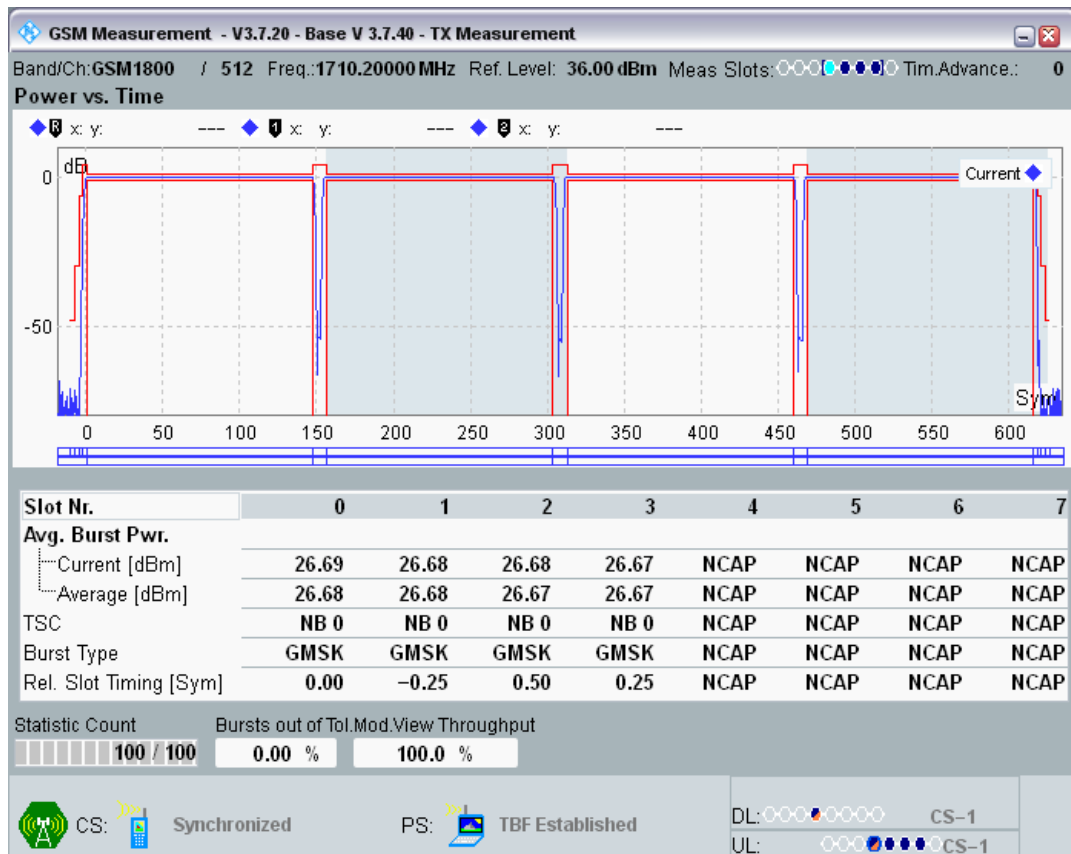 GSM Measurement - V3.7.20 - Base V 3.7.40 - TX Measurement
Band/Ch:GSM1800 / 512 Freq.:1710.20000 MHz Ref. Level: 36.00 dBm Meas Slots: Tim.Advance.: 0
Power vs. Time
R x: y: --- 1 x: y: --- 2 x: y: ---
dB
0
Current
-50
Sym
0 50 100 150 200 250 300 350 400 450 500 550 600
Slot Nr. 0 1 2 3 4 5 6 7
Avg. Burst Pwr.
Current [dBm] 26.69 26.68 26.68 26.67 NCAP NCAP NCAP NCAP
Average [dBm] 26.68 26.68 26.67 26.67 NCAP NCAP NCAP NCAP
TSC NB 0 NB 0 NB 0 NB 0 NCAP NCAP NCAP NCAP
Burst Type GMSK GMSK GMSK GMSK NCAP NCAP NCAP NCAP
Rel. Slot Timing [Sym] 0.00 −0.25 0.50 0.25 NCAP NCAP NCAP NCAP
Statistic Count Bursts out of Tol.Mod.View Throughput
100 / 100 0.00 % 100.0 %
CS: Synchronized PS: TBF Established
DL: CS−1
UL: CS−1